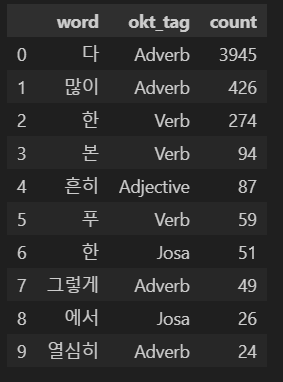 word okt_tag count
0 다 Adverb 3945
1 많이 Adverb 426
2 한 Verb 274
3 본 Verb 94
4 흔히 Adjective 87
5 푸 Verb 59
6 한 Josa 51
7 그렇게 Adverb 49
8 에서 Josa 26
9 열심히 Adverb 24